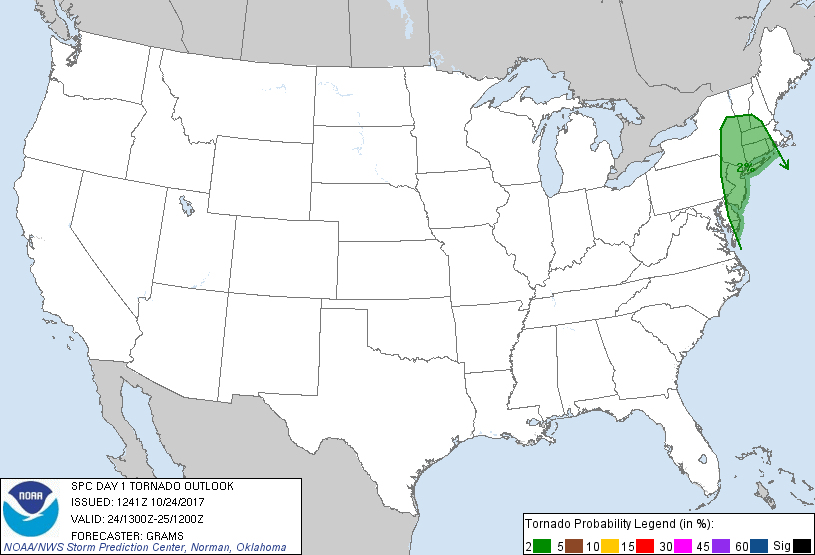 2%
SPC DAY 1 TORNADO OUTLOOK
ISSUED: 1241Z 10/24/2017
VALID: 24/1300Z-25/1200Z
FORECASTER: GRAMS
NOAA/NWS Storm Prediction Center, Norman, Oklahoma
NOAA
Tornado Probability Legend (in %):
2 5 10 15 30 45 60 Sig